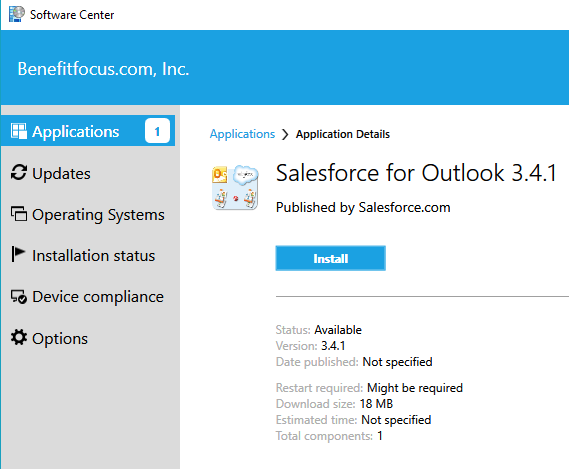 Software Center
Benefitfocus.com, Inc.
Applications 1
Updates
Operating Systems
Installation status
Device compliance
Options
Applications > Application Details
Salesforce for Outlook 3.4.1
Published by Salesforce.com
Install
Status: Available
Version: 3.4.1
Date published: Not specified
Restart required: Might be required
Download size: 18 MB
Estimated time: Not specified
Total components: 1